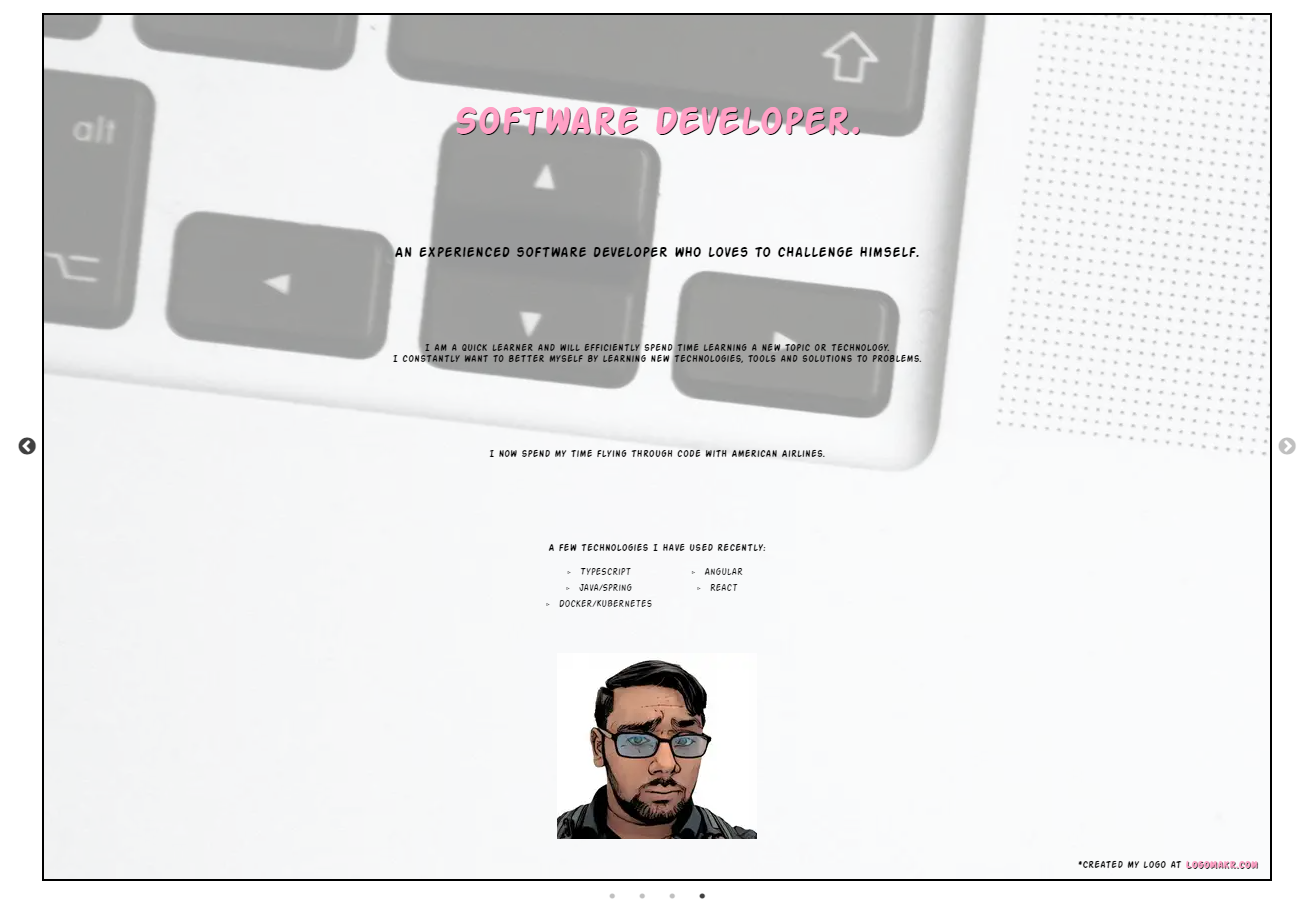 alt
SOFTWARE DEVELOPER.
AN EXPERIENCED SOFTWARE DEVELOPER WHO LOVES TO CHALLENGE HIMSELF.
I AM A QUICK LEARNER AND WILL EFFICIENTLY SPEND TIME LEARNING A NEW TOPIC OR TECHNOLOGY.
I CONSTANTLY WANT TO BETTER MYSELF BY LEARNING NEW TECHNOLOGIES, TOOLS AND SOLUTIONS TO PROBLEMS.
I NOW SPEND MY TIME FLYING THROUGH CODE WITH AMERICAN AIRLINES.
A FEW TECHNOLOGIES I HAVE USED RECENTLY:
TYPESCRIPT
ANGULAR
JAVA/SPRING
REACT
DOCKER/KUBERNETES
*CREATED MY LOGO AT LOGOMAKR.COM